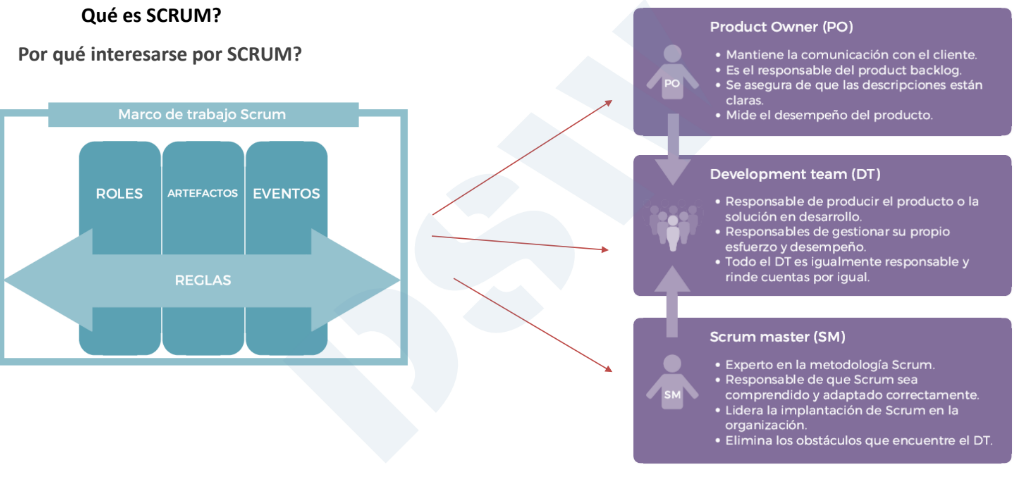 Qué es SCRUM?
Por qué interesarse por SCRUM?
Marco de trabajo Scrum
ROLES
ARTEFACTOS
EVENTOS
REGLAS
Product Owner (PO)
PO
• Mantiene la comunicación con el cliente.
• Es el responsable del product backlog.
• Se asegura de que las descripciones están
claras.
• Mide el desempeño del producto.
Development team (DT)
• Responsable de producir el producto o la
solución en desarrollo.
• Responsables de gestionar su propio
esfuerzo y desempeño.
• Todo el DT es igualmente responsable y
rinde cuentas por igual.
Scrum master (SM)
SM
• Experto en la metodología Scrum.
• Responsable de que Scrum sea
comprendido y adaptado correctamente.
• Lidera la implantación de Scrum en la
organización.
• Elimina los obstáculos que encuentre el DT.